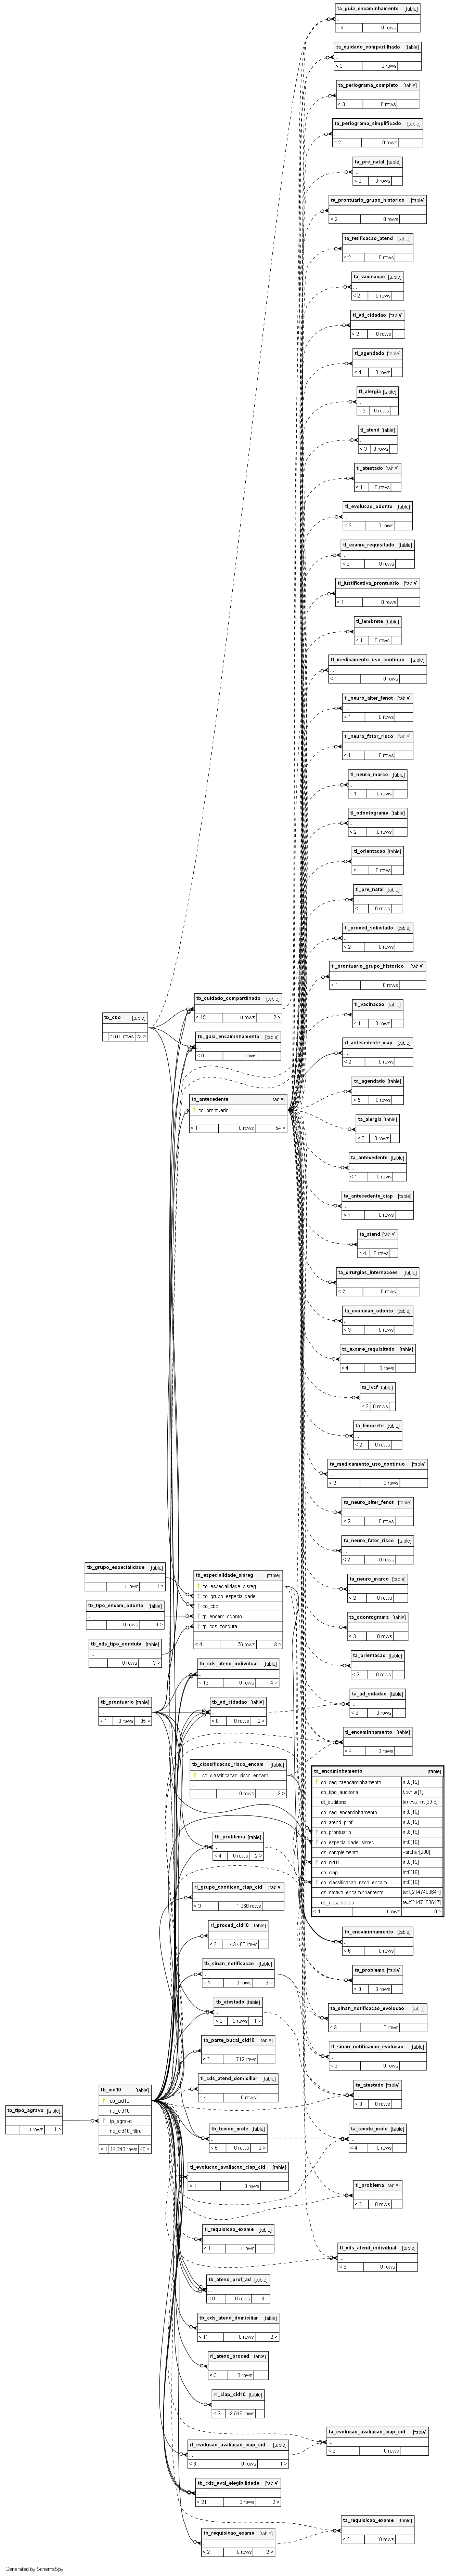 ta_guia_encaminhamento [table]
...
< 4 0 rows
ta_cuidado_compartilhado [table]
...
< 3 0 rows
ta_periograma_completo [table]
...
< 3 0 rows
ta_periograma_simplificado [table]
...
< 2 0 rows
ta_pre_natal [table]
...
< 2 0 rows
ta_prontuario_grupo_historico [table]
...
< 2 0 rows
ta_retificacao_atend [table]
...
< 2 0 rows
ta_vacinacao [table]
...
< 2 0 rows
tl_ad_cidadao [table]
...
< 2 0 rows
tl_agendado [table]
...
< 4 0 rows
tl_alergia [table]
...
< 2 0 rows
tl_atend [table]
...
< 3 0 rows
tl_atestado [table]
...
< 1 0 rows
tl_evolucao_odonto [table]
...
< 2 0 rows
tl_exame_requisitado [table]
...
< 3 0 rows
tl_justificativa_prontuario [table]
...
< 1 0 rows
tl_lembrete [table]
...
< 1 0 rows
tl_medicamento_uso_continuo [table]
...
< 1 0 rows
tl_neuro_alter_fenot [table]
...
< 1 0 rows
tl_neuro_fator_risco [table]
...
< 1 0 rows
tl_neuro_marco [table]
...
< 1 0 rows
tl_odontograma [table]
...
< 2 0 rows
tl_orientacao [table]
...
< 1 0 rows
tl_pre_natal [table]
...
< 1 0 rows
tl_proced_solicitado [table]
...
< 2 0 rows
tl_prontuario_grupo_historico [table]
...
< 1 0 rows
tl_vacinacao [table]
...
< 1 0 rows
tb_cuidado_compartilhado [table]
...
< 15 0 rows 2 >
tb_cbo [table]
...
2 610 rows 23 >
tb_guia_encaminhamento [table]
...
< 6 0 rows
rl_antecedente_ciap [table]
...
< 2 0 rows
ta_agendado [table]
...
< 5 0 rows
tb_antecedente [table]
co_prontuario
...
< 1 0 rows 54 >
ta_alergia [table]
...
< 3 0 rows
ta_antecedente [table]
...
< 1 0 rows
ta_antecedente_ciap [table]
...
< 1 0 rows
ta_atend [table]
...
< 4 0 rows
ta_cirurgias_internacoes [table]
...
< 2 0 rows
ta_evolucao_odonto [table]
...
< 3 0 rows
ta_exame_requisitado [table]
...
< 4 0 rows
ta_ivcf [table]
...
< 2 0 rows
ta_lembrete [table]
...
< 2 0 rows
ta_medicamento_uso_continuo [table]
...
< 2 0 rows
ta_neuro_alter_fenot [table]
...
< 2 0 rows
ta_neuro_fator_risco [table]
...
< 2 0 rows
tb_grupo_especialidade [table]
...
0 rows 1 >
tb_tipo_encam_odonto [table]
...
0 rows 4 >
tb_cds_tipo_conduta [table]
...
0 rows 3 >
tb_especialidade_sisreg [table]
co_especialidade_sisreg
co_grupo_especialidade
co_cbo
tp_encam_odonto
tp_cds_conduta
...
< 4 78 rows 3 >
ta_neuro_marco [table]
...
< 2 0 rows
ta_odontograma [table]
...
< 3 0 rows
ta_orientacao [table]
...
< 2 0 rows
tb_cds_atend_individual [table]
...
< 12 0 rows 4 >
ta_ad_cidadao [table]
...
< 3 0 rows
tb_prontuario [table]
...
< 1 0 rows 35 >
tb_ad_cidadao [table]
...
< 8 0 rows 2 >
tl_encaminhamento [table]
...
< 4 0 rows
tb_classificacao_risco_encam [table]
co_classificacao_risco_encam
...
0 rows 3 >
ta_encaminhamento [table]
co_seq_taencaminhamento int8[19]
co_tipo_auditoria bpchar[1]
dt_auditoria timestamp[29,6]
co_seq_encaminhamento int8[19]
co_atend_prof int8[19]
co_prontuario int8[19]
co_especialidade_sisreg int8[19]
ds_complemento varchar[200]
co_cid10 int8[19]
co_ciap int8[19]
co_classificacao_risco_encam int8[19]
ds_motivo_encaminhamento text[2147483647]
ds_observacao text[2147483647]
< 4 0 rows 0 >
tb_problema [table]
...
< 4 0 rows 2 >
rl_grupo_condicao_ciap_cid [table]
...
< 3 1 360 rows
rl_proced_cid10 [table]
...
< 2 143 400 rows
tb_encaminhamento [table]
...
< 6 0 rows
tb_sinan_notificacao [table]
...
< 1 0 rows 3 >
ta_problema [table]
...
< 3 0 rows
tb_atestado [table]
...
< 3 0 rows 1 >
ta_sinan_notificacao_evolucao [table]
...
< 3 0 rows
tb_parte_bucal_cid10 [table]
...
< 2 712 rows
tl_sinan_notificacao_evolucao [table]
...
< 2 0 rows
tl_cds_atend_domiciliar [table]
...
< 4 0 rows
ta_atestado [table]
...
< 3 0 rows
tb_tipo_agravo [table]
...
0 rows 1 >
tb_cid10 [table]
co_cid10
nu_cid10
tp_agravo
no_cid10_filtro
...
< 1 14 240 rows 40 >
tb_tecido_mole [table]
...
< 5 0 rows 2 >
ta_tecido_mole [table]
...
< 4 0 rows
tl_evolucao_avaliacao_ciap_cid [table]
...
< 1 0 rows
tl_problema [table]
...
< 2 0 rows
tl_requisicao_exame [table]
...
< 1 0 rows
tl_cds_atend_individual [table]
...
< 8 0 rows
tb_atend_prof_ad [table]
...
< 9 0 rows 3 >
tb_cds_atend_domiciliar [table]
...
< 11 0 rows 2 >
rl_atend_proced [table]
...
< 3 0 rows
rl_ciap_cid10 [table]
...
< 2 3 046 rows
rl_evolucao_avaliacao_ciap_cid [table]
...
< 3 0 rows 1 >
ta_evolucao_avaliacao_ciap_cid [table]
...
< 2 0 rows
tb_cds_aval_elegibilidade [table]
...
< 21 0 rows 2 >
tb_requisicao_exame [table]
...
< 2 0 rows 2 >
ta_requisicao_exame [table]
...
< 2 0 rows
Generated by SchemaSpy